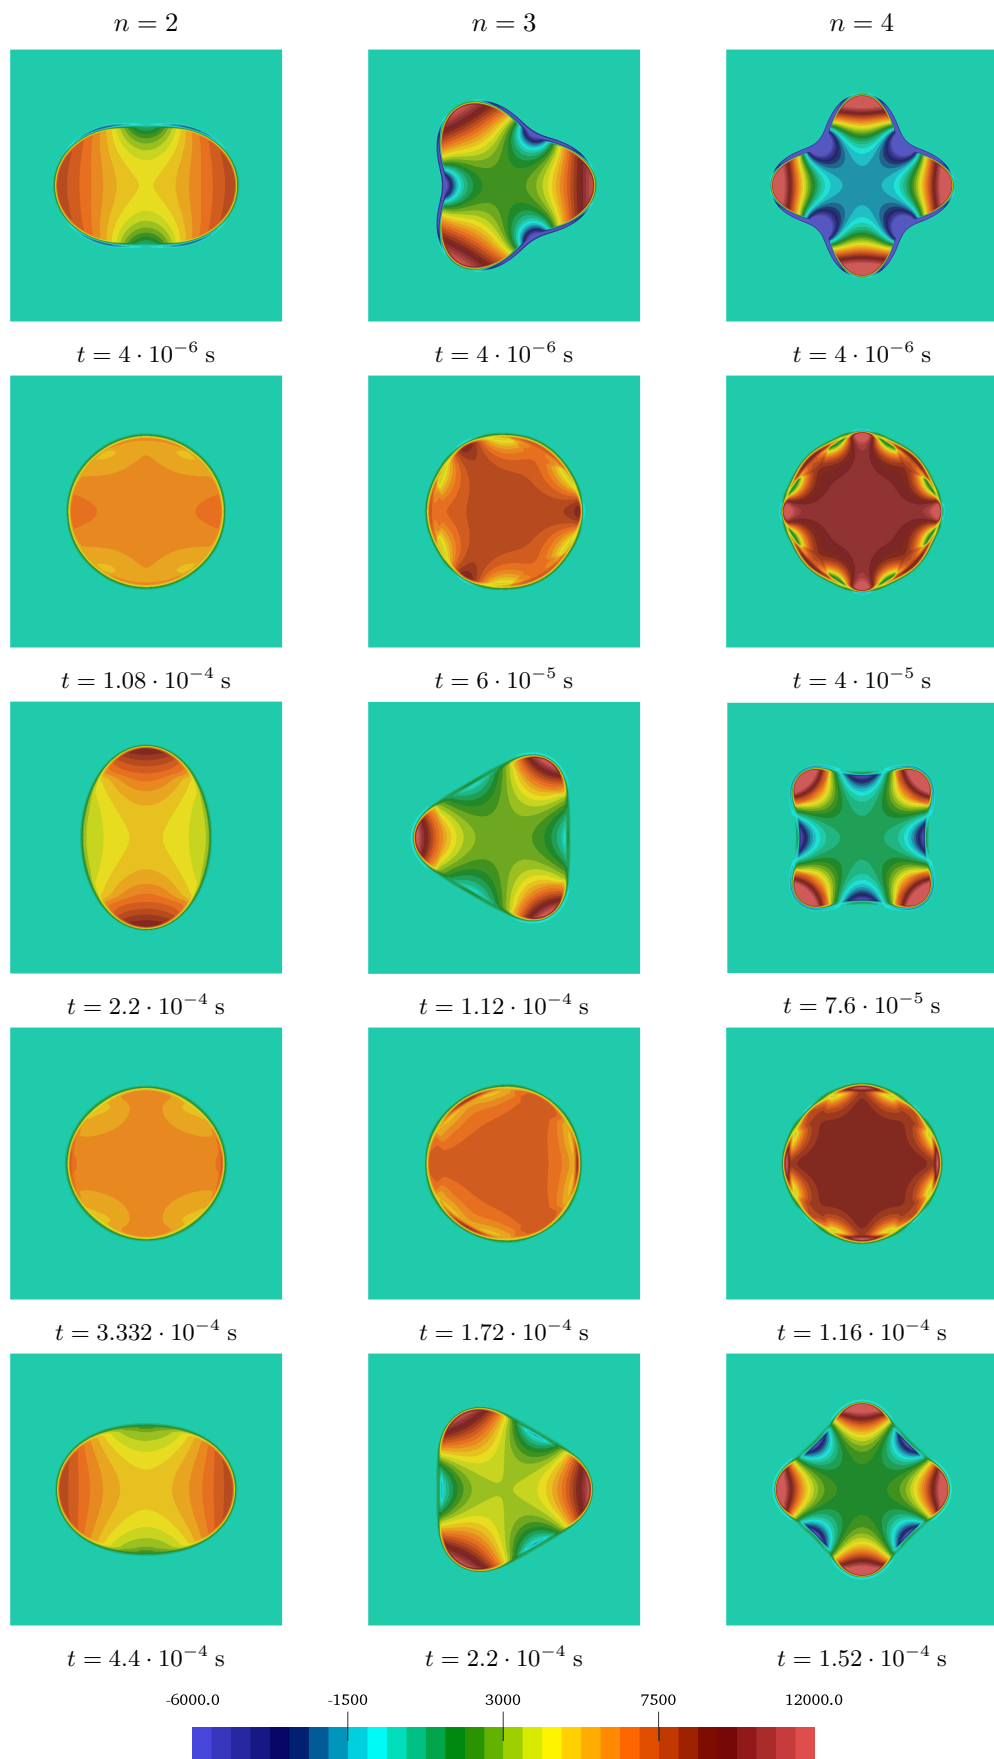 n = 2 n = 3 n = 4
t = 4 · 10⁻⁶ s t = 4 · 10⁻⁶ s t = 4 · 10⁻⁶ s
t = 1.08 · 10⁻⁴ s t = 6 · 10⁻⁵ s t = 4 · 10⁻⁵ s
t = 2.2 · 10⁻⁴ s t = 1.12 · 10⁻⁴ s t = 7.6 · 10⁻⁵ s
t = 3.332 · 10⁻⁴ s t = 1.72 · 10⁻⁴ s t = 1.16 · 10⁻⁴ s
t = 4.4 · 10⁻⁴ s t = 2.2 · 10⁻⁴ s t = 1.52 · 10⁻⁴ s
-6000.0 -1500 3000 7500 12000.0